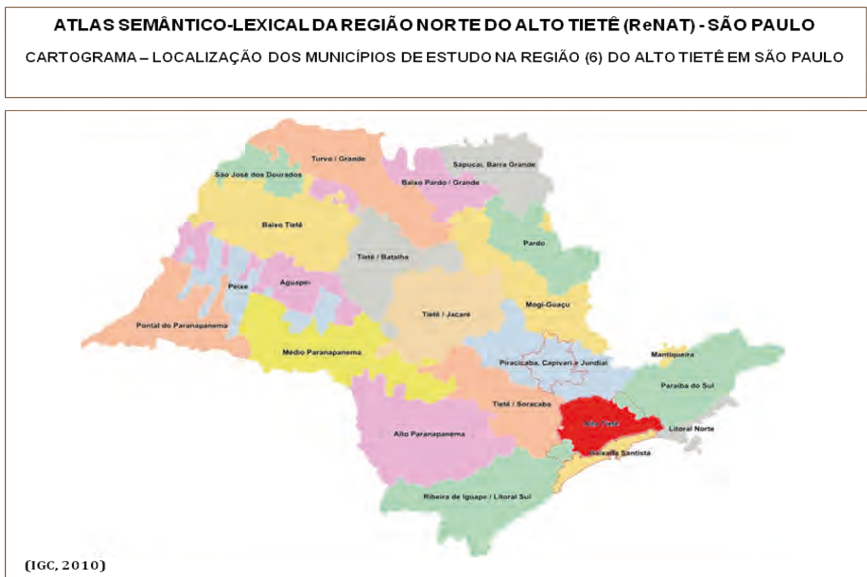 ATLAS SEMÂNTICO-LEXICAL DA REGIÃO NORTE DO ALTO TIETÊ (ReNAT) - SÃO PAULO
CARTOGRAMA – LOCALIZAÇÃO DOS MUNICÍPIOS DE ESTUDO NA REGIÃO (6) DO ALTO TIETÊ EM SÃO PAULO
Turvo / Grande
Sapucaí, Barra Grande
São José dos Dourados
Baixo Pardo / Grande
Baixo Tietê
Pardo
Tietê / Batalha
Peixe
Aguapeí
Mogi-Guaçu
Tietê / Jacaré
Pontal do Paranapanema
Médio Paranapanema
Mantiqueira
Piracicaba, Capivari e Jundiaí
Paraíba do Sul
Tietê / Soracaba
Alto Tietê
Litoral Norte
Alto Paranapanema
Baixada Santista
Ribeira de Iguape / Litoral Sul
(IGC, 2010)